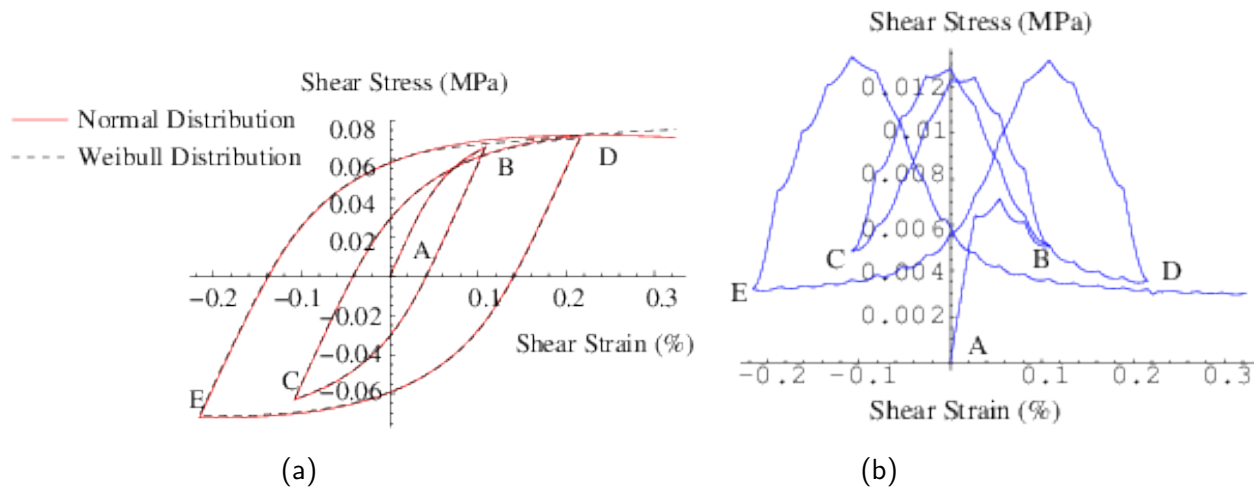 Shear Stress (MPa)
Normal Distribution
Weibull Distribution
0.08
0.06
0.04
0.02
−0.02
−0.04
−0.06
−0.2
−0.1
0.1
0.2
0.3
A
B
C
D
E
Shear Strain (%)
(a)
Shear Stress (MPa)
0.012
0.01
0.008
0.006
0.004
0.002
C
B
D
E
A
-0.2
-0.1
0.1
0.2
0.3
Shear Strain (%)
(b)